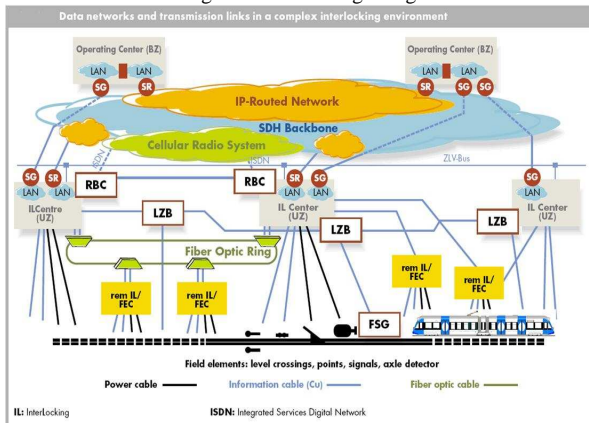 Data networks and transmission links in a complex interlocking environment
Operating Center (BZ)
LAN LAN
SG SR
Operating Center (BZ)
LAN LAN
SR SG SG
IP-Routed Network
SDH Backbone
Cellular Radio System
ISDN
ISDN
ZLV-Bus
SG SR
LAN LAN
ILCentre
(UZ)
RBC
RBC
SR SG
LAN LAN
IL Center
(UZ)
SG
LAN
IL Center
(UZ)
LZB
LZB
LZB
Fiber Optic Ring
rem IL/
FEC
rem IL/
FEC
rem IL/
FEC
rem IL/
FEC
FSG
Field elements: level crossings, points, signals, axle detector
Power cable
Information cable (Cu)
Fiber optic cable
IL: InterLocking
ISDN: Integrated Services Digital Network